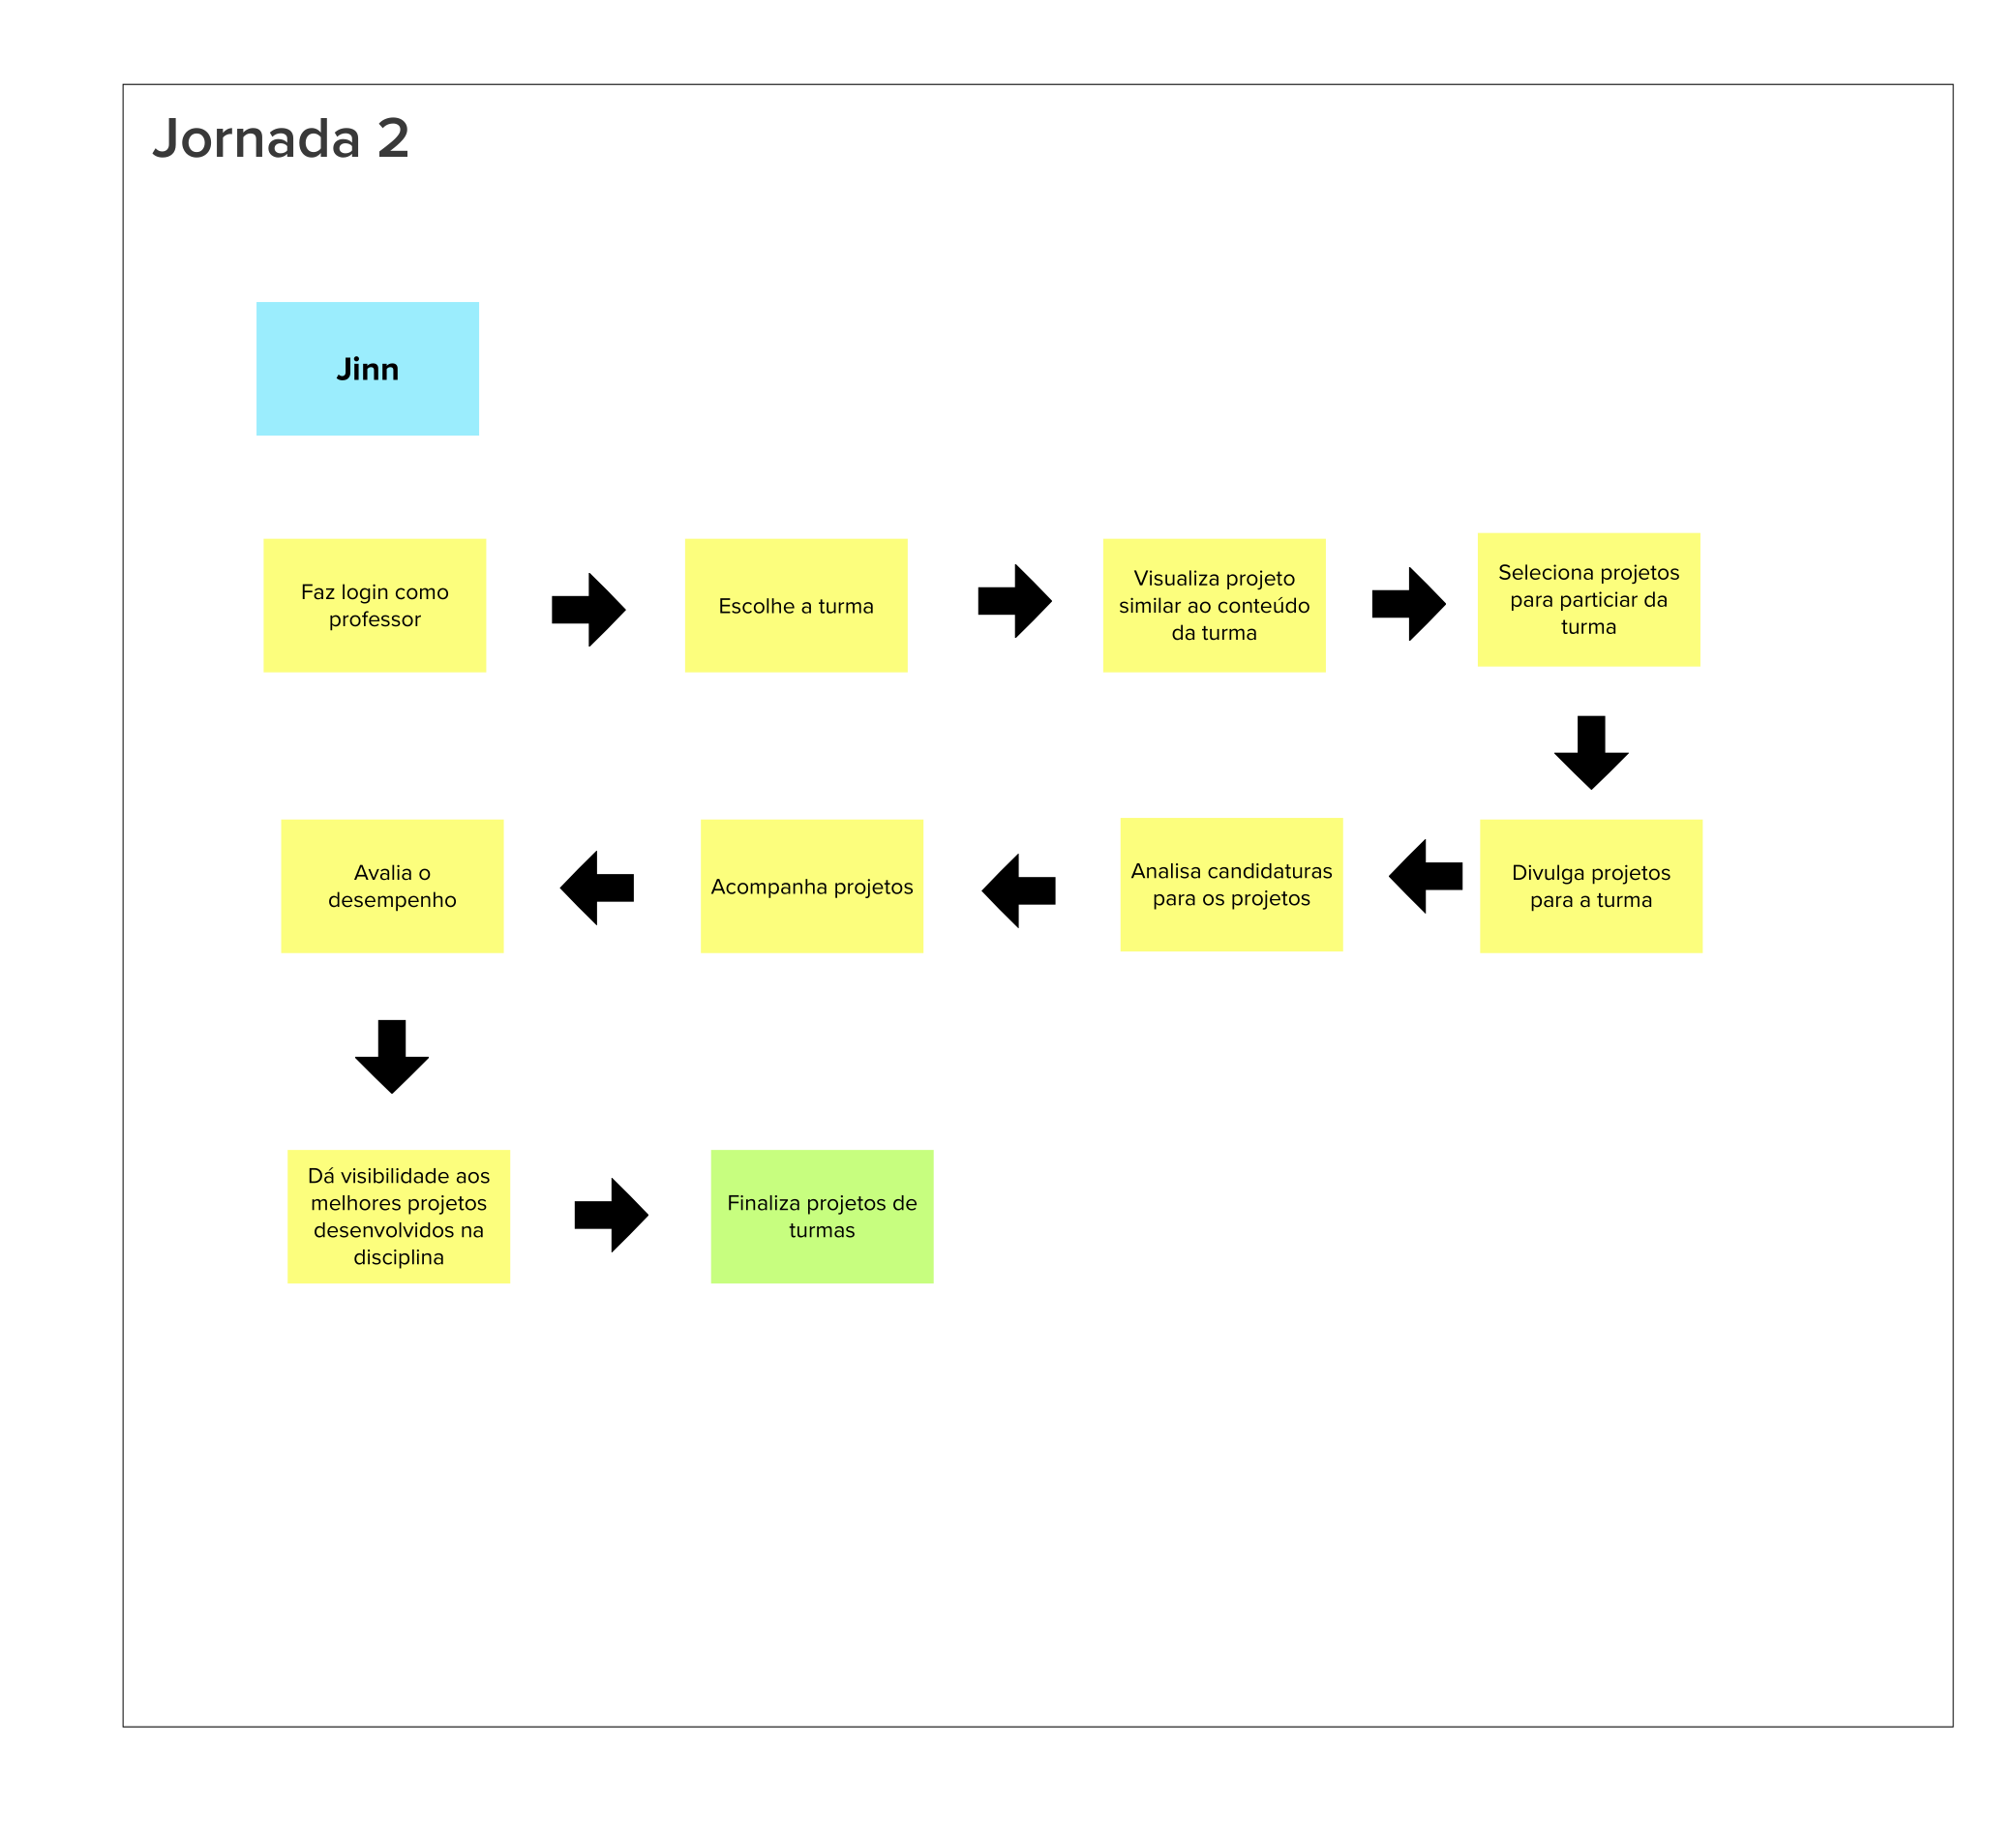 Jornada 2
Jinn
Faz login como
professor
Escolhe a turma
Visualiza projeto
similar ao conteúdo
da turma
Seleciona projetos
para particiar da
turma
Divulga projetos
para a turma
Analisa candidaturas
para os projetos
Acompanha projetos
Avalia o
desempenho
Dá visibilidade aos
melhores projetos
desenvolvidos na
disciplina
Finaliza projetos de
turmas